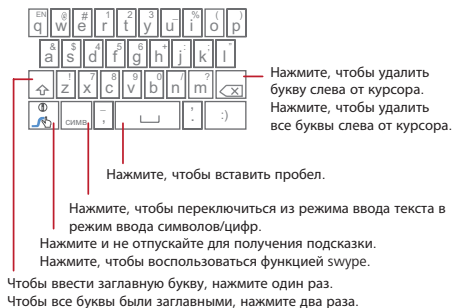 EN @ # 1 2 3 _ % ( )
q w e r t y u i o p
& $ 4 5 6 + : ; "
a s d f g h j k l
! 7 8 9 0 / ?
z x c v b n m
симв. - , ' . :)
Нажмите, чтобы удалить
букву слева от курсора.
Нажмите, чтобы удалить
все буквы слева от курсора.
Нажмите, чтобы вставить пробел.
Нажмите, чтобы переключиться из режима ввода текста в
режим ввода символов/цифр.
Нажмите и не отпускайте для получения подсказки.
Нажмите, чтобы воспользоваться функцией swype.
Чтобы ввести заглавную букву, нажмите один раз.
Чтобы все буквы были заглавными, нажмите два раза.